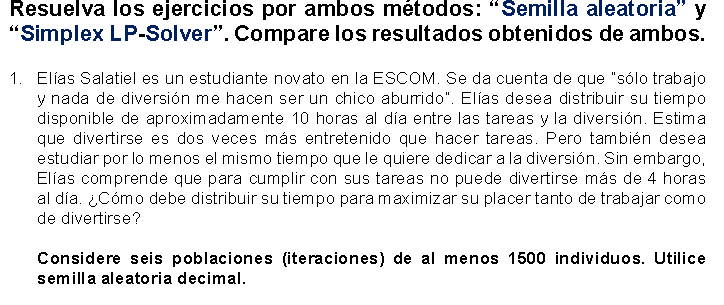 Resuelva los ejercicios por ambos métodos: “Semilla aleatoria” y
“Simplex LP-Solver”. Compare los resultados obtenidos de ambos.
1. Elías Salatiel es un estudiante novato en la ESCOM. Se da cuenta de que “sólo trabajo
y nada de diversión me hacen ser un chico aburrido”. Elías desea distribuir su tiempo
disponible de aproximadamente 10 horas al día entre las tareas y la diversión. Estima
que divertirse es dos veces más entretenido que hacer tareas. Pero también desea
estudiar por lo menos el mismo tiempo que le quiere dedicar a la diversión. Sin embargo,
Elías comprende que para cumplir con sus tareas no puede divertirse más de 4 horas
al día. ¿Cómo debe distribuir su tiempo para maximizar su placer tanto de trabajar como
de divertirse?
Considere seis poblaciones (iteraciones) de al menos 1500 individuos. Utilice
semilla aleatoria decimal.